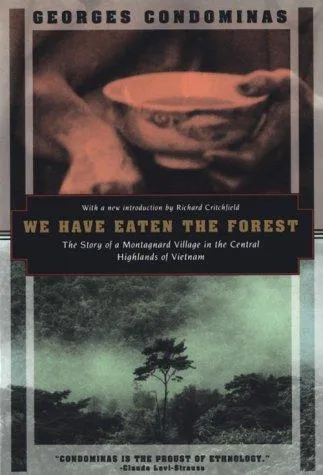 GEORGES CONDOMINAS
With a new introduction by Richard Critchfield
WE HAVE EATEN THE FOREST
The Story of a Montagnard Village in the Central
Highlands of Vietnam
"CONDOMINAS IS THE PROUST OF ETHNOLOGY."
-Claude Levi-Strauss